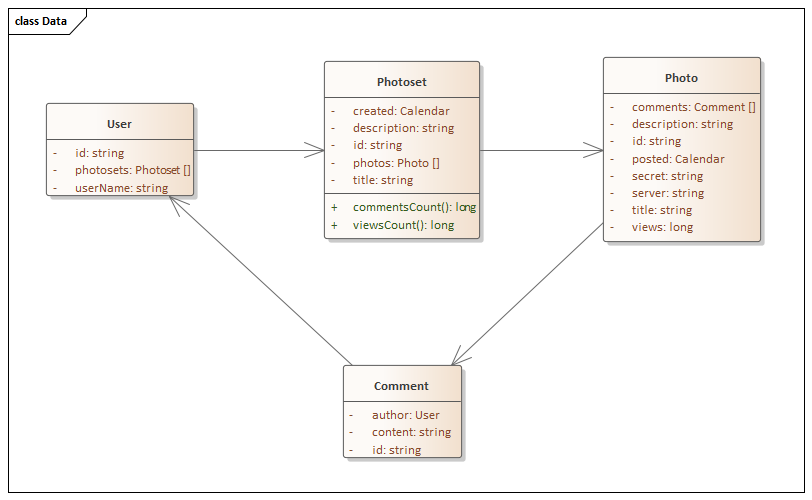 class Data
User
- id: string
- photosets: Photoset []
- userName: string
Photoset
- created: Calendar
- description: string
- id: string
- photos: Photo []
- title: string
+ commentsCount(): long
+ viewsCount(): long
Photo
- comments: Comment []
- description: string
- id: string
- posted: Calendar
- secret: string
- server: string
- title: string
- views: long
Comment
- author: User
- content: string
- id: string